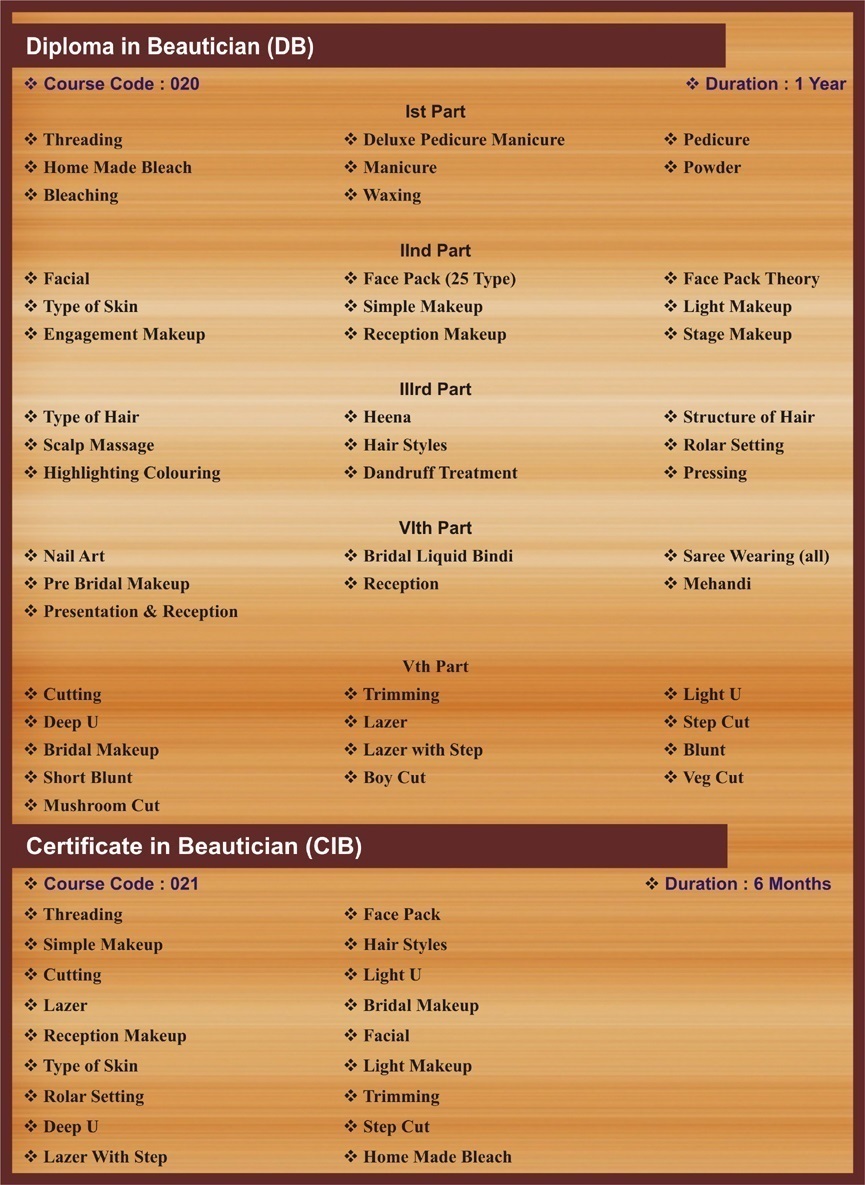 Diploma in Beautician (DB)
❖ Course Code : 020 ❖ Duration : 1 Year
Ist Part
❖ Threading ❖ Deluxe Pedicure Manicure ❖ Pedicure
❖ Home Made Bleach ❖ Manicure ❖ Powder
❖ Bleaching ❖ Waxing
IInd Part
❖ Facial ❖ Face Pack (25 Type) ❖ Face Pack Theory
❖ Type of Skin ❖ Simple Makeup ❖ Light Makeup
❖ Engagement Makeup ❖ Reception Makeup ❖ Stage Makeup
IIIrd Part
❖ Type of Hair ❖ Heena ❖ Structure of Hair
❖ Scalp Massage ❖ Hair Styles ❖ Rolar Setting
❖ Highlighting Colouring ❖ Dandruff Treatment ❖ Pressing
VIth Part
❖ Nail Art ❖ Bridal Liquid Bindi ❖ Saree Wearing (all)
❖ Pre Bridal Makeup ❖ Reception ❖ Mehandi
❖ Presentation & Reception
Vth Part
❖ Cutting ❖ Trimming ❖ Light U
❖ Deep U ❖ Lazer ❖ Step Cut
❖ Bridal Makeup ❖ Lazer with Step ❖ Blunt
❖ Short Blunt ❖ Boy Cut ❖ Veg Cut
❖ Mushroom Cut
Certificate in Beautician (CIB)
❖ Course Code : 021 ❖ Duration : 6 Months
❖ Threading ❖ Face Pack
❖ Simple Makeup ❖ Hair Styles
❖ Cutting ❖ Light U
❖ Lazer ❖ Bridal Makeup
❖ Reception Makeup ❖ Facial
❖ Type of Skin ❖ Light Makeup
❖ Rolar Setting ❖ Trimming
❖ Deep U ❖ Step Cut
❖ Lazer With Step ❖ Home Made Bleach